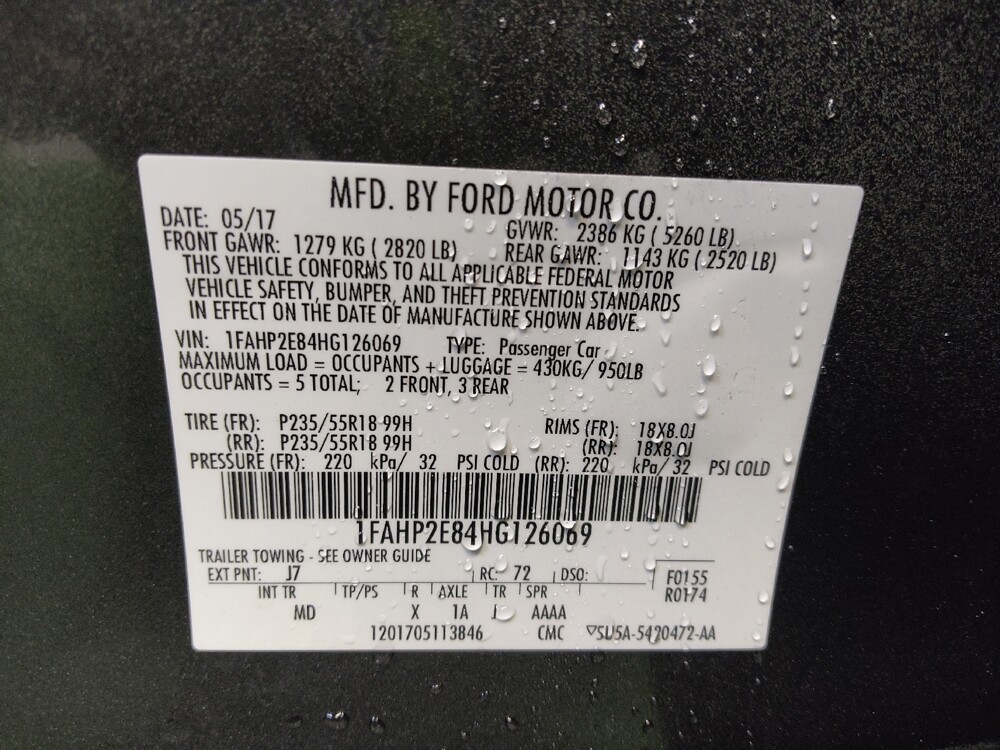 MFD. BY FORD MOTOR CO.
DATE: 05/17 GVWR: 2386 KG ( 5260 LB)
FRONT GAWR: 1279 KG ( 2820 LB) REAR GAWR: 1143 KG ( 2520 LB)
THIS VEHICLE CONFORMS TO ALL APPLICABLE FEDERAL MOTOR
VEHICLE SAFETY, BUMPER, AND THEFT PREVENTION STANDARDS
IN EFFECT ON THE DATE OF MANUFACTURE SHOWN ABOVE.
VIN: 1FAHP2E84HG126069 TYPE: Passenger Car
MAXIMUM LOAD = OCCUPANTS + LUGGAGE = 430KG/ 950LB
OCCUPANTS = 5 TOTAL; 2 FRONT, 3 REAR
TIRE (FR): P235/55R18 99H RIMS (FR): 18X8.0J
(RR): P235/55R18 99H (RR): 18X8.0J
PRESSURE (FR): 220 kPa/ 32 PSI COLD (RR): 220 kPa/ 32 PSI COLD
1FAHP2E84HG126069
TRAILER TOWING - SEE OWNER GUIDE
EXT PNT: J7 RC: 72 DSO: F0155
R0174
INT TR TP/PS R AXLE TR SPR
MD X 1A J AAAA
1201705113846 CMC ▽5U5A-5420472-AA